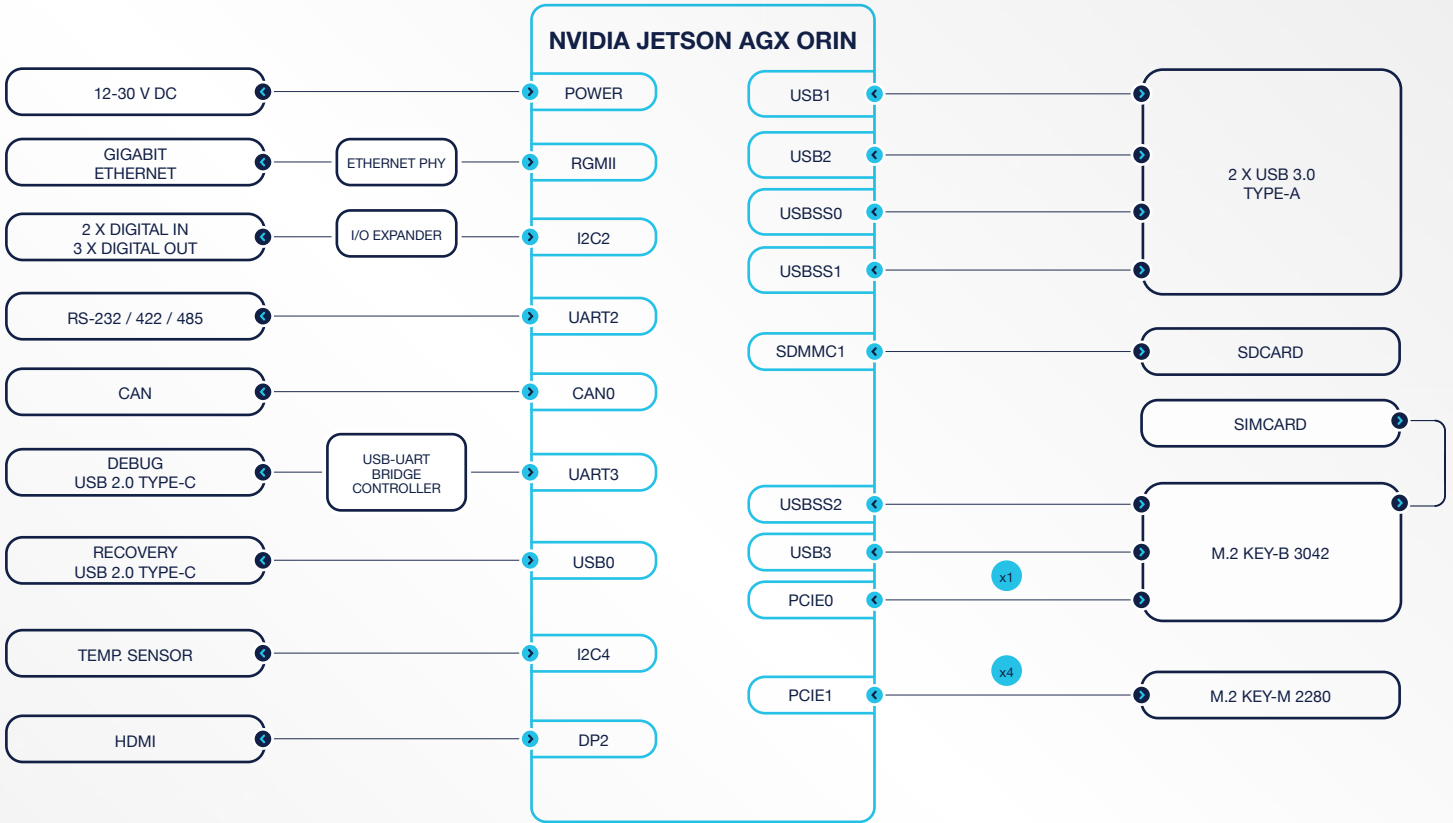 NVIDIA JETSON AGX ORIN
12-30 V DC
POWER
GIGABIT
ETHERNET
ETHERNET PHY
RGMII
2 X DIGITAL IN
3 X DIGITAL OUT
I/O EXPANDER
I2C2
RS-232 / 422 / 485
UART2
CAN
CAN0
DEBUG
USB 2.0 TYPE-C
USB-UART
BRIDGE
CONTROLLER
UART3
RECOVERY
USB 2.0 TYPE-C
USB0
TEMP. SENSOR
I2C4
HDMI
DP2
USB1
USB2
USBSS0
USBSS1
2 X USB 3.0
TYPE-A
SDMMC1
SDCARD
SIMCARD
USBSS2
USB3
PCIE0
x1
M.2 KEY-B 3042
PCIE1
x4
M.2 KEY-M 2280